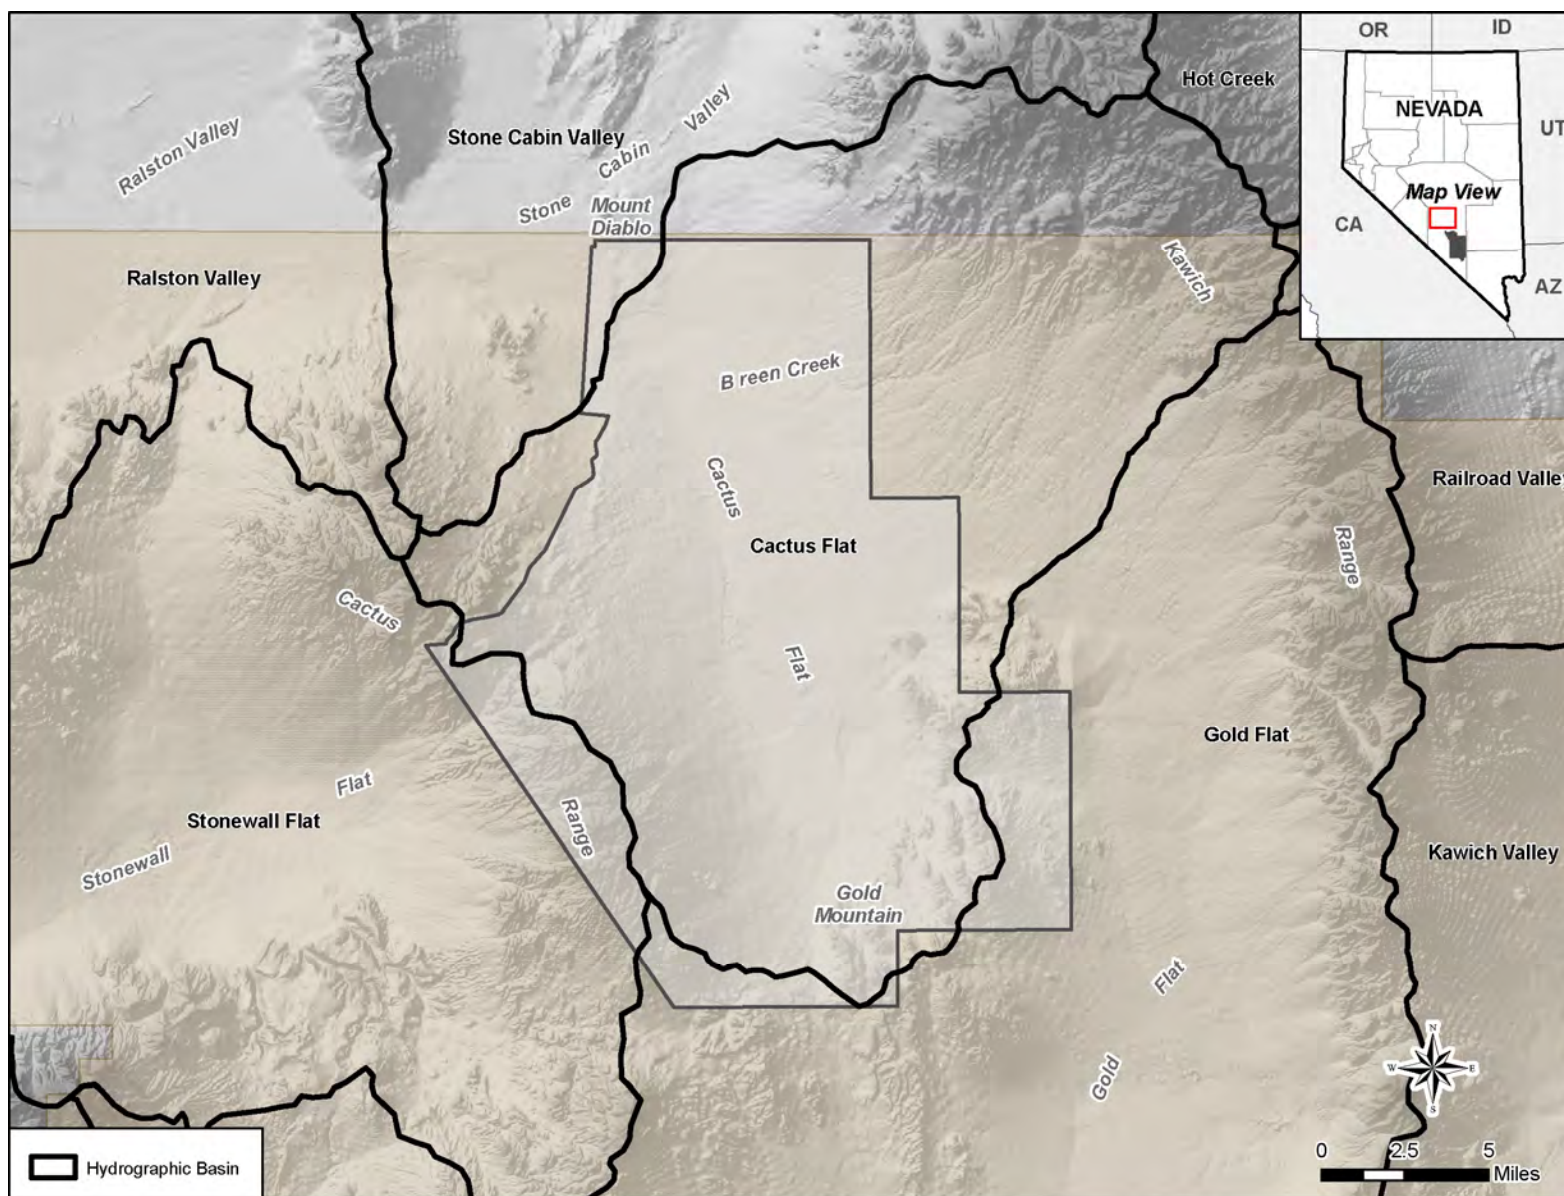 OR
ID
NEVADA
UT
Map View
CA
AZ
Hot Creek
Stone Cabin Valley
Ralston Valley
Stone Cabin Valley
Mount
Diablo
Ralston Valley
Kawich
B reen Creek
Cactus
Cactus Flat
Railroad Valley
Range
Cactus
Flat
Gold Flat
Flat
Stonewall Flat
Range
Stonewall
Kawich Valley
Gold
Mountain
Flat
Gold
N
W
E
S
Hydrographic Basin
0 2.5 5
Miles